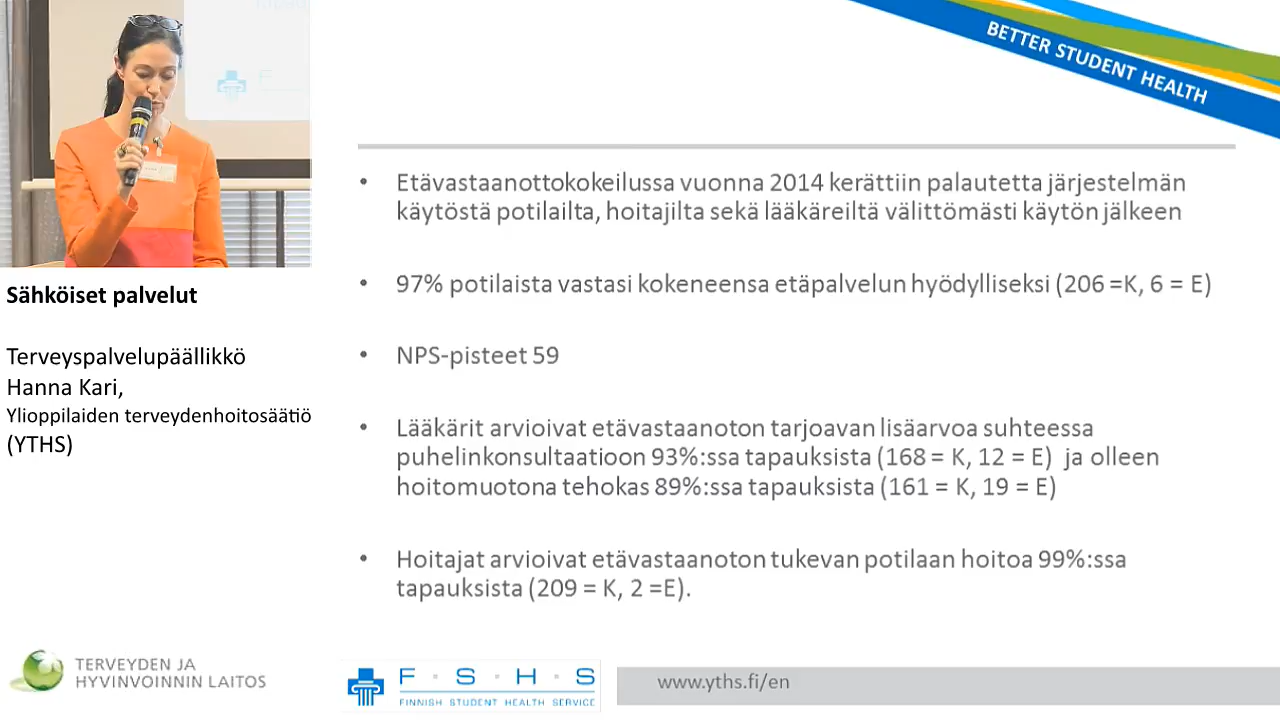 BETTER STUDENT HEALTH
Etävastaanottokokeilussa vuonna 2014 kerättiin palautetta järjestelmän
käytöstä potilailta, hoitajilta sekä lääkäreiltä välittömästi käytön jälkeen
97% potilaista vastasi kokeneensa etäpalvelun hyödylliseksi (206 =K, 6 = E)
NPS-pisteet 59
Lääkärit arvioivat etävastaanoton tarjoavan lisäarvoa suhteessa
puhelinkonsultaatioon 93%:ssa tapauksista (168 = K, 12 = E) ja olleen
hoitomuotona tehokas 89%:ssa tapauksista (161 = K, 19 = E)
Hoitajat arvioivat etävastaanoton tukevan potilaan hoitoa 99%:ssa
tapauksista (209 = K, 2 =E).
Sähköiset palvelut
Terveyspalvelupäällikkö
Hanna Kari,
Ylioppilaiden terveydenhoitosäätiö
(YTHS)
TERVEYDEN JA
HYVINVOINNIN LAITOS
F · S · H · S
FINNISH STUDENT HEALTH SERVICE
www.yths.fi/en